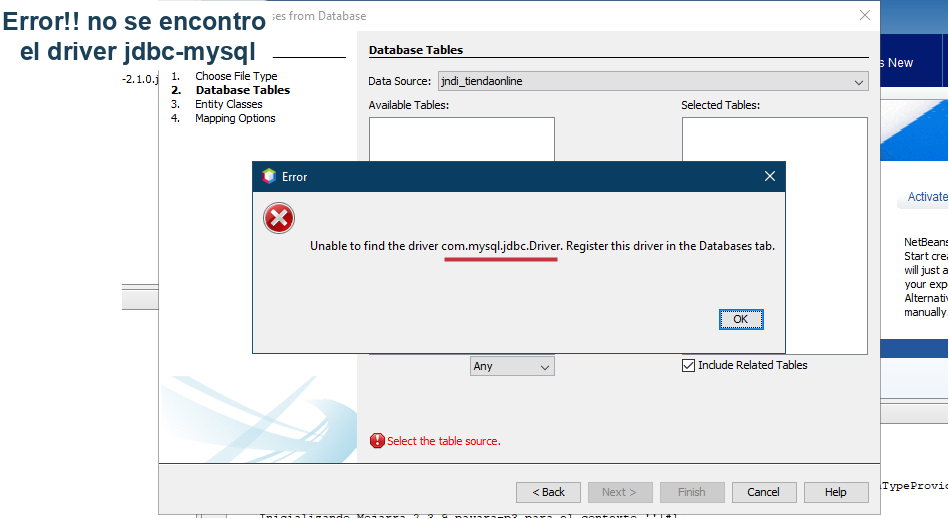 Error!! no se encontro
el driver jdbc-mysql
ses from Database
-2.1.0.j
1. Choose File Type
2. Database Tables
3. Entity Classes
4. Mapping Options
Database Tables
Data Source: jndi_tiendaonline
Available Tables:
Selected Tables:
Error
Unable to find the driver com.mysql.jdbc.Driver. Register this driver in the Databases tab.
OK
Any
Include Related Tables
Select the table source.
< Back
Next >
Finish
Cancel
Help
s New
Activate
NetBeans
Start crea
will just a
your exp
Alternativ
manually.
nTypeProvid
Inicializando Mojarra 2.3.9 payara-p3 para el contexto ''|#]